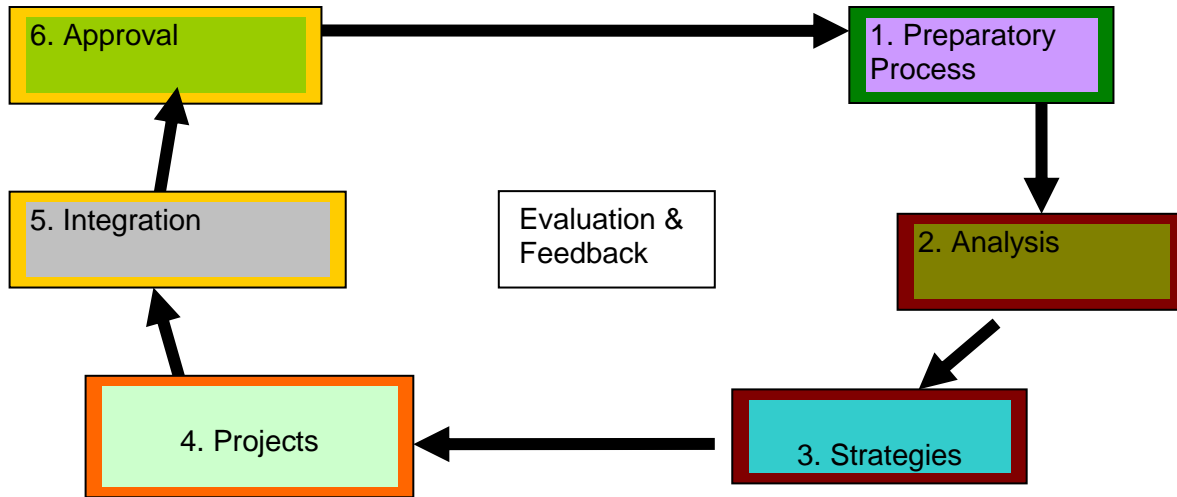 6. Approval
1. Preparatory
Process
5. Integration
Evaluation &
Feedback
2. Analysis
4. Projects
3. Strategies